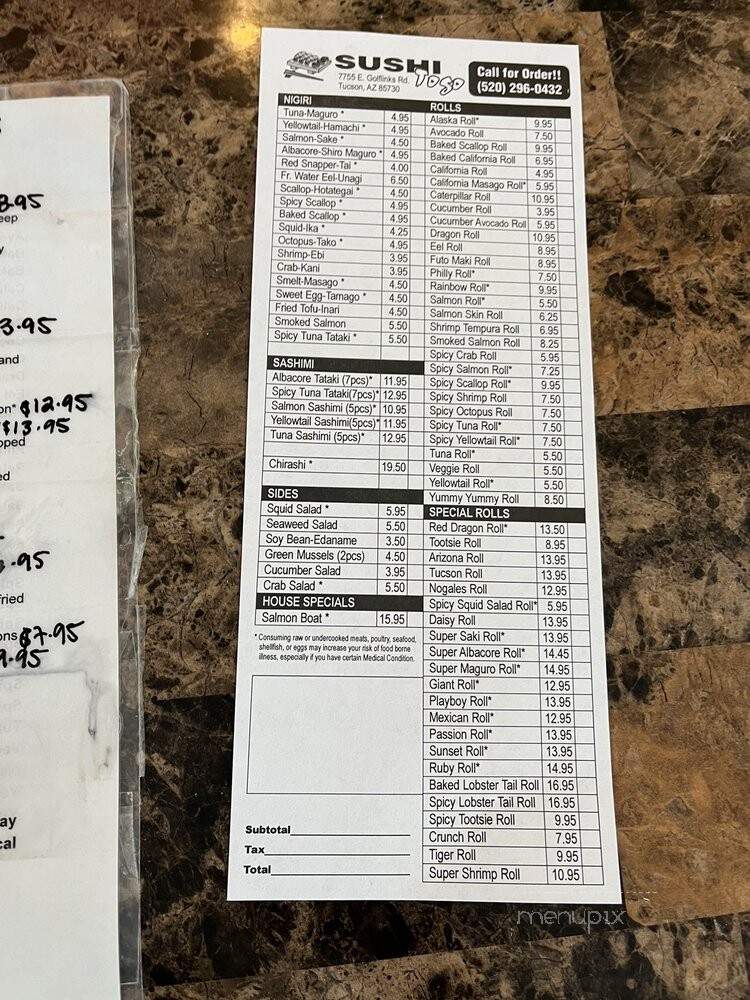 SUSHI
YOSO
7755 E. Golflinks Rd.
Tucson, AZ 85730
Call for Order!!
(520) 296-0432
NIGIRI
Tuna-Maguro * 4.95
Yellowtail-Hamachi * 4.95
Salmon-Sake * 4.50
Albacore-Shiro Maguro * 4.95
Red Snapper-Tai * 4.00
Fr. Water Eel-Unagi 6.50
Scallop-Hotategai * 4.50
Spicy Scallop * 4.95
Baked Scallop * 4.95
Squid-Ika * 4.25
Octopus-Tako * 4.95
Shrimp-Ebi 3.95
Crab-Kani 3.95
Smelt-Masago * 4.50
Sweet Egg-Tamago * 4.50
Fried Tofu-Inari 4.50
Smoked Salmon 5.50
Spicy Tuna Tataki * 5.50
SASHIMI
Albacore Tataki (7pcs)* 11.95
Spicy Tuna Tataki(7pcs)* 12.95
Salmon Sashimi (5pcs)* 10.95
Yellowtail Sashimi(5pcs)* 11.95
Tuna Sashimi (5pcs)* 12.95
Chirashi * 19.50
SIDES
Squid Salad * 5.95
Seaweed Salad 5.50
Soy Bean-Edaname 3.50
Green Mussels (2pcs) 4.50
Cucumber Salad 3.95
Crab Salad * 5.50
HOUSE SPECIALS
Salmon Boat * 15.95
* Consuming raw or undercooked meats, poultry, seafood,
shellfish, or eggs may increase your risk of food borne
illness, especially if you have certain Medical Condition.
Subtotal
Tax
Total
ROLLS
Alaska Roll* 9.95
Avocado Roll 7.50
Baked Scallop Roll 9.95
Baked California Roll 6.95
California Roll 4.95
California Masago Roll* 5.95
Caterpillar Roll 10.95
Cucumber Roll 3.95
Cucumber Avocado Roll 5.95
Dragon Roll 10.95
Eel Roll 8.95
Futo Maki Roll 8.95
Philly Roll* 7.50
Rainbow Roll* 9.95
Salmon Roll* 5.50
Salmon Skin Roll 6.25
Shrimp Tempura Roll 6.95
Smoked Salmon Roll 8.25
Spicy Crab Roll 5.95
Spicy Salmon Roll* 7.25
Spicy Scallop Roll* 9.95
Spicy Shrimp Roll 7.50
Spicy Octopus Roll 7.50
Spicy Tuna Roll* 7.50
Spicy Yellowtail Roll* 7.50
Tuna Roll* 5.50
Veggie Roll 5.50
Yellowtail Roll* 5.50
Yummy Yummy Roll 8.50
SPECIAL ROLLS
Red Dragon Roll* 13.50
Tootsie Roll 8.95
Arizona Roll 13.95
Tucson Roll 13.95
Nogales Roll 12.95
Spicy Squid Salad Roll* 5.95
Daisy Roll 13.95
Super Saki Roll* 13.95
Super Albacore Roll* 14.45
Super Maguro Roll* 14.95
Giant Roll* 12.95
Playboy Roll* 13.95
Mexican Roll* 12.95
Passion Roll* 13.95
Sunset Roll* 13.95
Ruby Roll* 14.95
Baked Lobster Tail Roll 16.95
Spicy Lobster Tail Roll 16.95
Spicy Tootsie Roll 9.95
Crunch Roll 7.95
Tiger Roll 9.95
Super Shrimp Roll 10.95
3.95
and
$12.95
$13.95
.95
$7.95
9.95
menupix